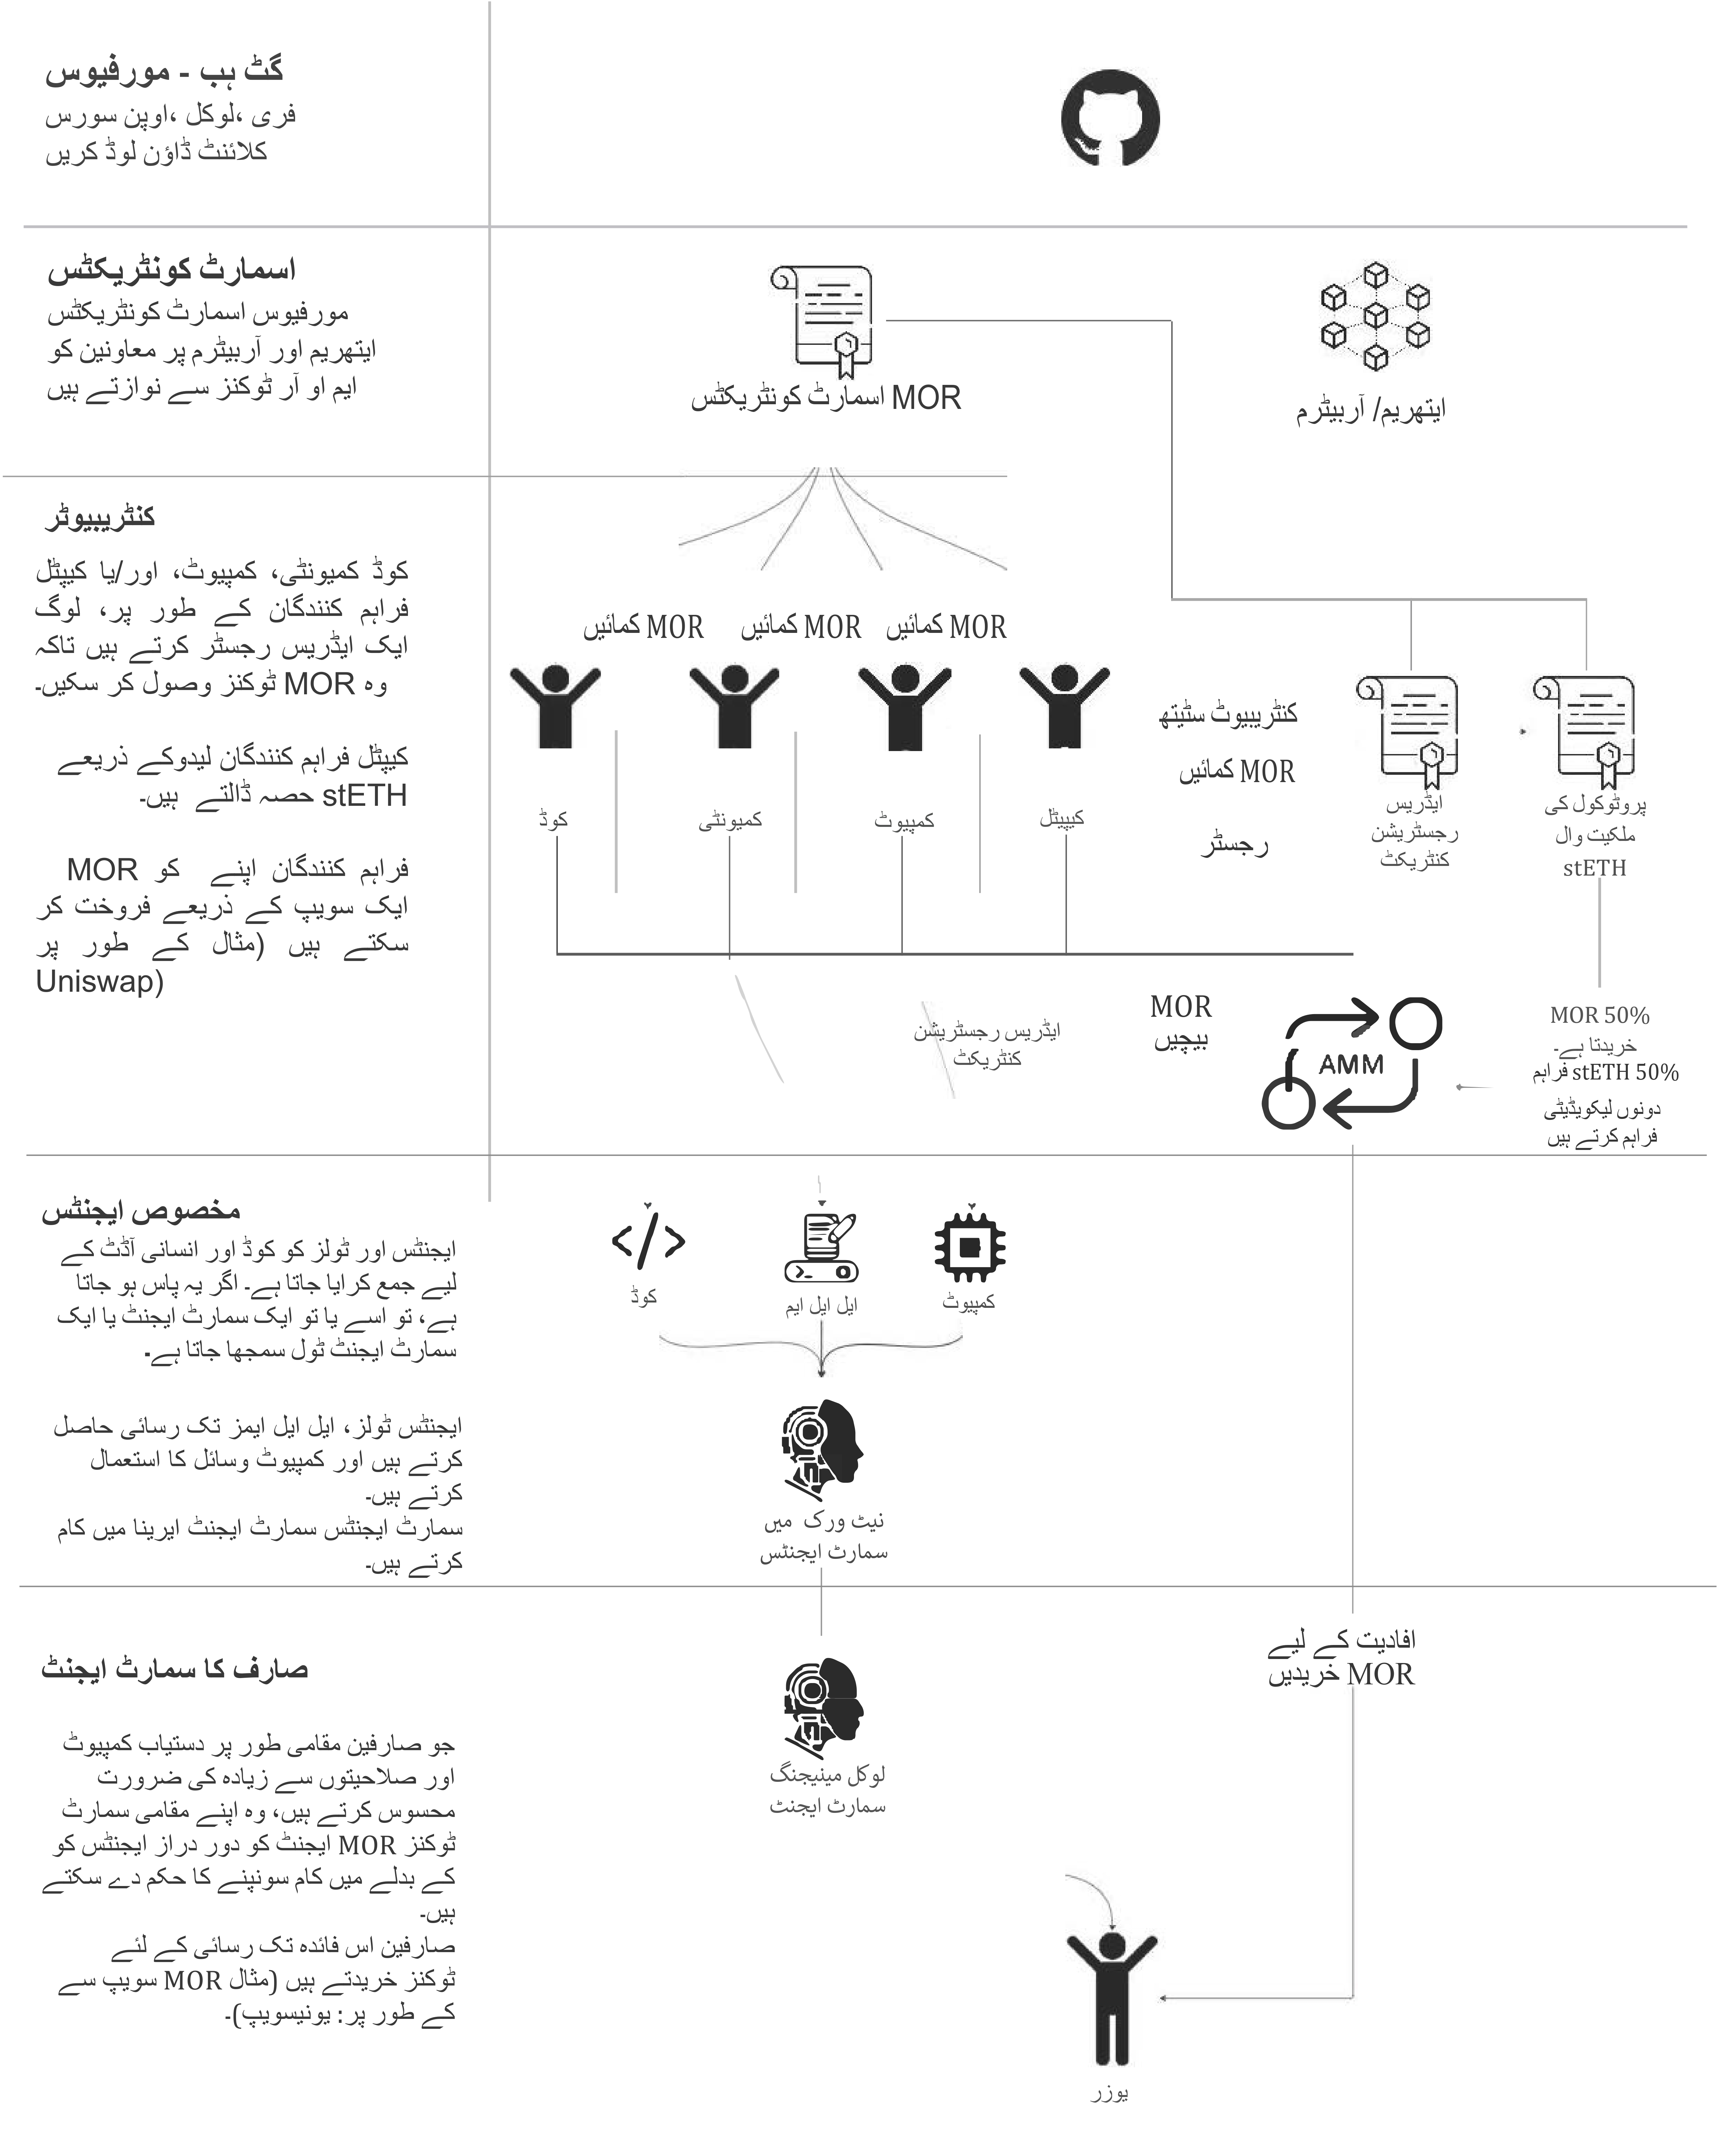 گٹ ہب - مورفیوس
فری ،لوکل ،اوپن سورس
کلائنٹ ڈاؤن لوڈ کریں
اسمارٹ کونٹریکٹس
مورفیوس اسمارٹ کونٹریکٹس
ایتھریم اور آربیٹرم پر معاونین کو
ایم او آر ٹوکنز سے نوازتے ہیں
MOR اسمارٹ کونٹریکٹس
ایتھریم/ آربیٹرم
کنٹریبیوٹر
کوڈ کمیونٹی، کمپیوٹ، اور/یا کیپٹل
فراہم کنندگان کے طور پر، لوگ
ایک ایڈریس رجسٹر کرتے ہیں تاکہ
وہ MOR ٹوکنز وصول کر سکیں۔
کیپٹل فراہم کنندگان لیدوکے ذریعے
stETH حصہ ڈالتے ہیں۔
فراہم کنندگان اپنے کو MOR
ایک سویپ کے ذریعے فروخت کر
سکتے ہیں (مثال کے طور پر
Uniswap)
MOR کمائیں
MOR کمائیں
MOR کمائیں
کنٹریبیوٹ سٹیتھ
MOR کمائیں
رجسٹر
کوڈ
کمیونٹی
کمپیوٹ
کیپیٹل
ایڈریس
رجسٹریشن
کنٹریکٹ
پروٹوکول کی
ملکیت وال
stETH
ایڈریس رجسٹریشن
کنٹریکٹ
MOR
بیچیں
AMM
MOR 50%
خریدتا ہے۔
stETH 50% فراہم
دونوں لیکویڈیٹی
فراہم کرتے ہیں
مخصوص ایجنٹس
ایجنٹس اور ٹولز کو کوڈ اور انسانی آڈٹ کے
لیے جمع کرایا جاتا ہے۔ اگر یہ پاس ہو جاتا
ہے، تو اسے یا تو ایک سمارٹ ایجنٹ یا ایک
سمارٹ ایجنٹ ٹول سمجھا جاتا ہے۔
ایجنٹس ٹولز، ایل ایل ایمز تک رسائی حاصل
کرتے ہیں اور کمپیوٹ وسائل کا استعمال
کرتے ہیں۔
سمارٹ ایجنٹس سمارٹ ایجنٹ ایرینا میں کام
کرتے ہیں۔
کوڈ
ایل ایل ایم
کمپیوٹ
نیٹ ورک میں
سمارٹ ایجنٹس
صارف کا سمارٹ ایجنٹ
جو صارفین مقامی طور پر دستیاب کمپیوٹ
اور صلاحیتوں سے زیادہ کی ضرورت
محسوس کرتے ہیں، وہ اپنے مقامی سمارٹ
ٹوکنز MOR ایجنٹ کو دور دراز ایجنٹس کو
کے بدلے میں کام سونپنے کا حکم دے سکتے
ہیں۔
صارفین اس فائدہ تک رسائی کے لئے
ٹوکنز خریدتے ہیں (مثال MOR سویپ سے
کے طور پر: یونیسویپ)۔
لوکل مینیجنگ
سمارٹ ایجنٹ
افادیت کے لیے
MOR خریدیں
یوزر